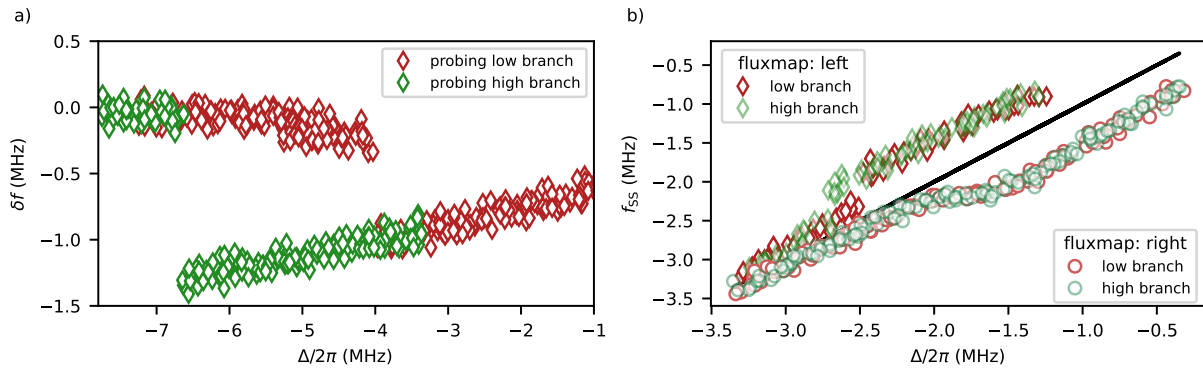 a)
0.5
0.0
−0.5
−1.0
−1.5
δf (MHz)
probing low branch
probing high branch
−7
−6
−5
−4
−3
−2
−1
Δ/2π (MHz)
b)
−0.5
−1.0
−1.5
−2.0
−2.5
−3.0
−3.5
fSS (MHz)
fluxmap: left
low branch
high branch
fluxmap: right
low branch
high branch
−3.5
−3.0
−2.5
−2.0
−1.5
−1.0
−0.5
Δ/2π (MHz)